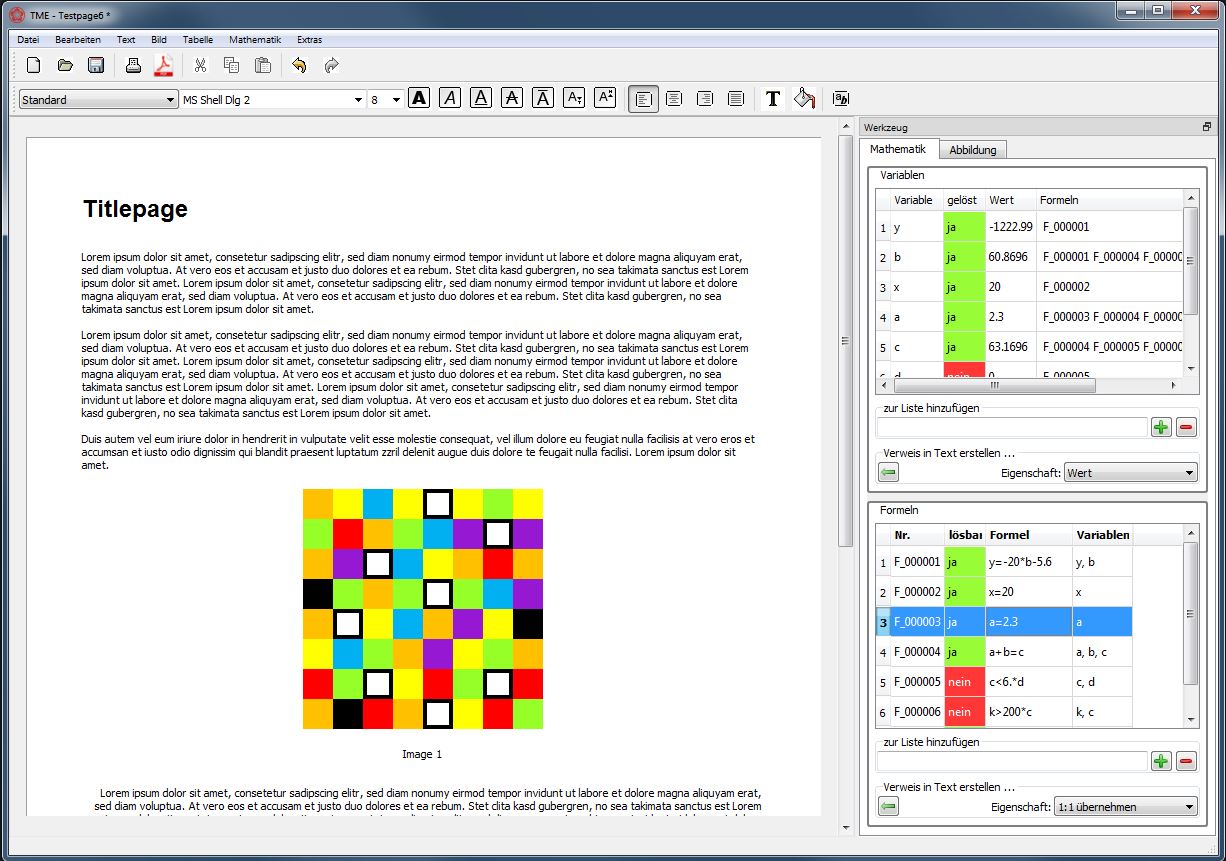 TME - Testpage6 *
Datei Bearbeiten Text Bild Tabelle Mathematik Extras
Standard MS Shell Dlg 2 8
Titlepage
Lorem ipsum dolor sit amet, consetetur sadipscing elitr, sed diam nonumy eirmod tempor invidunt ut labore et dolore magna aliquyam erat,
sed diam voluptua. At vero eos et accusam et justo duo dolores et ea rebum. Stet clita kasd gubergren, no sea takimata sanctus est Lorem
ipsum dolor sit amet. Lorem ipsum dolor sit amet, consetetur sadipscing elitr, sed diam nonumy eirmod tempor invidunt ut labore et dolore
magna aliquyam erat, sed diam voluptua. At vero eos et accusam et justo duo dolores et ea rebum. Stet clita kasd gubergren, no sea
takimata sanctus est Lorem ipsum dolor sit amet.
Lorem ipsum dolor sit amet, consetetur sadipscing elitr, sed diam nonumy eirmod tempor invidunt ut labore et dolore magna aliquyam erat,
sed diam voluptua. At vero eos et accusam et justo duo dolores et ea rebum. Stet clita kasd gubergren, no sea takimata sanctus est Lorem
ipsum dolor sit amet. Lorem ipsum dolor sit amet, consetetur sadipscing elitr, sed diam nonumy eirmod tempor invidunt ut labore et dolore
magna aliquyam erat, sed diam voluptua. At vero eos et accusam et justo duo dolores et ea rebum. Stet clita kasd gubergren, no sea
takimata sanctus est Lorem ipsum dolor sit amet. Lorem ipsum dolor sit amet, consetetur sadipscing elitr, sed diam nonumy eirmod tempor
invidunt ut labore et dolore magna aliquyam erat, sed diam voluptua. At vero eos et accusam et justo duo dolores et ea rebum. Stet clita
kasd gubergren, no sea takimata sanctus est Lorem ipsum dolor sit amet.
Duis autem vel eum iriure dolor in hendrerit in vulputate velit esse molestie consequat, vel illum dolore eu feugiat nulla facilisis at vero eros et
accumsan et iusto odio dignissim qui blandit praesent luptatum zzril delenit augue duis dolore te feugait nulla facilisi. Lorem ipsum dolor sit
amet.
Image 1
Lorem ipsum dolor sit amet, consetetur sadipscing elitr, sed diam nonumy eirmod tempor invidunt ut labore et dolore magna aliquyam erat,
sed diam voluptua. At vero eos et accusam et justo duo dolores et ea rebum. Stet clita kasd gubergren, no sea takimata sanctus est Lorem
Werkzeug
Mathematik Abbildung
Variablen
Variable gelöst Wert Formeln
1 y ja -1222.99 F_000001
2 b ja 60.8696 F_000001 F_000004 F_0000
3 x ja 20 F_000002
4 a ja 2.3 F_000003 F_000004 F_0000
5 c ja 63.1696 F_000004 F_000005 F_0000
d nein 0 F_000005
zur Liste hinzufügen
Verweis in Text erstellen ...
Eigenschaft: Wert
Formeln
Nr. lösbar Formel Variablen
1 F_000001 ja y=-20*b-5.6 y, b
2 F_000002 ja x=20 x
3 F_000003 ja a=2.3 a
4 F_000004 ja a+b=c a, b, c
5 F_000005 nein c<6.*d c, d
6 F_000006 nein k>200*c k, c
zur Liste hinzufügen
Verweis in Text erstellen ...
Eigenschaft: 1:1 übernehmen